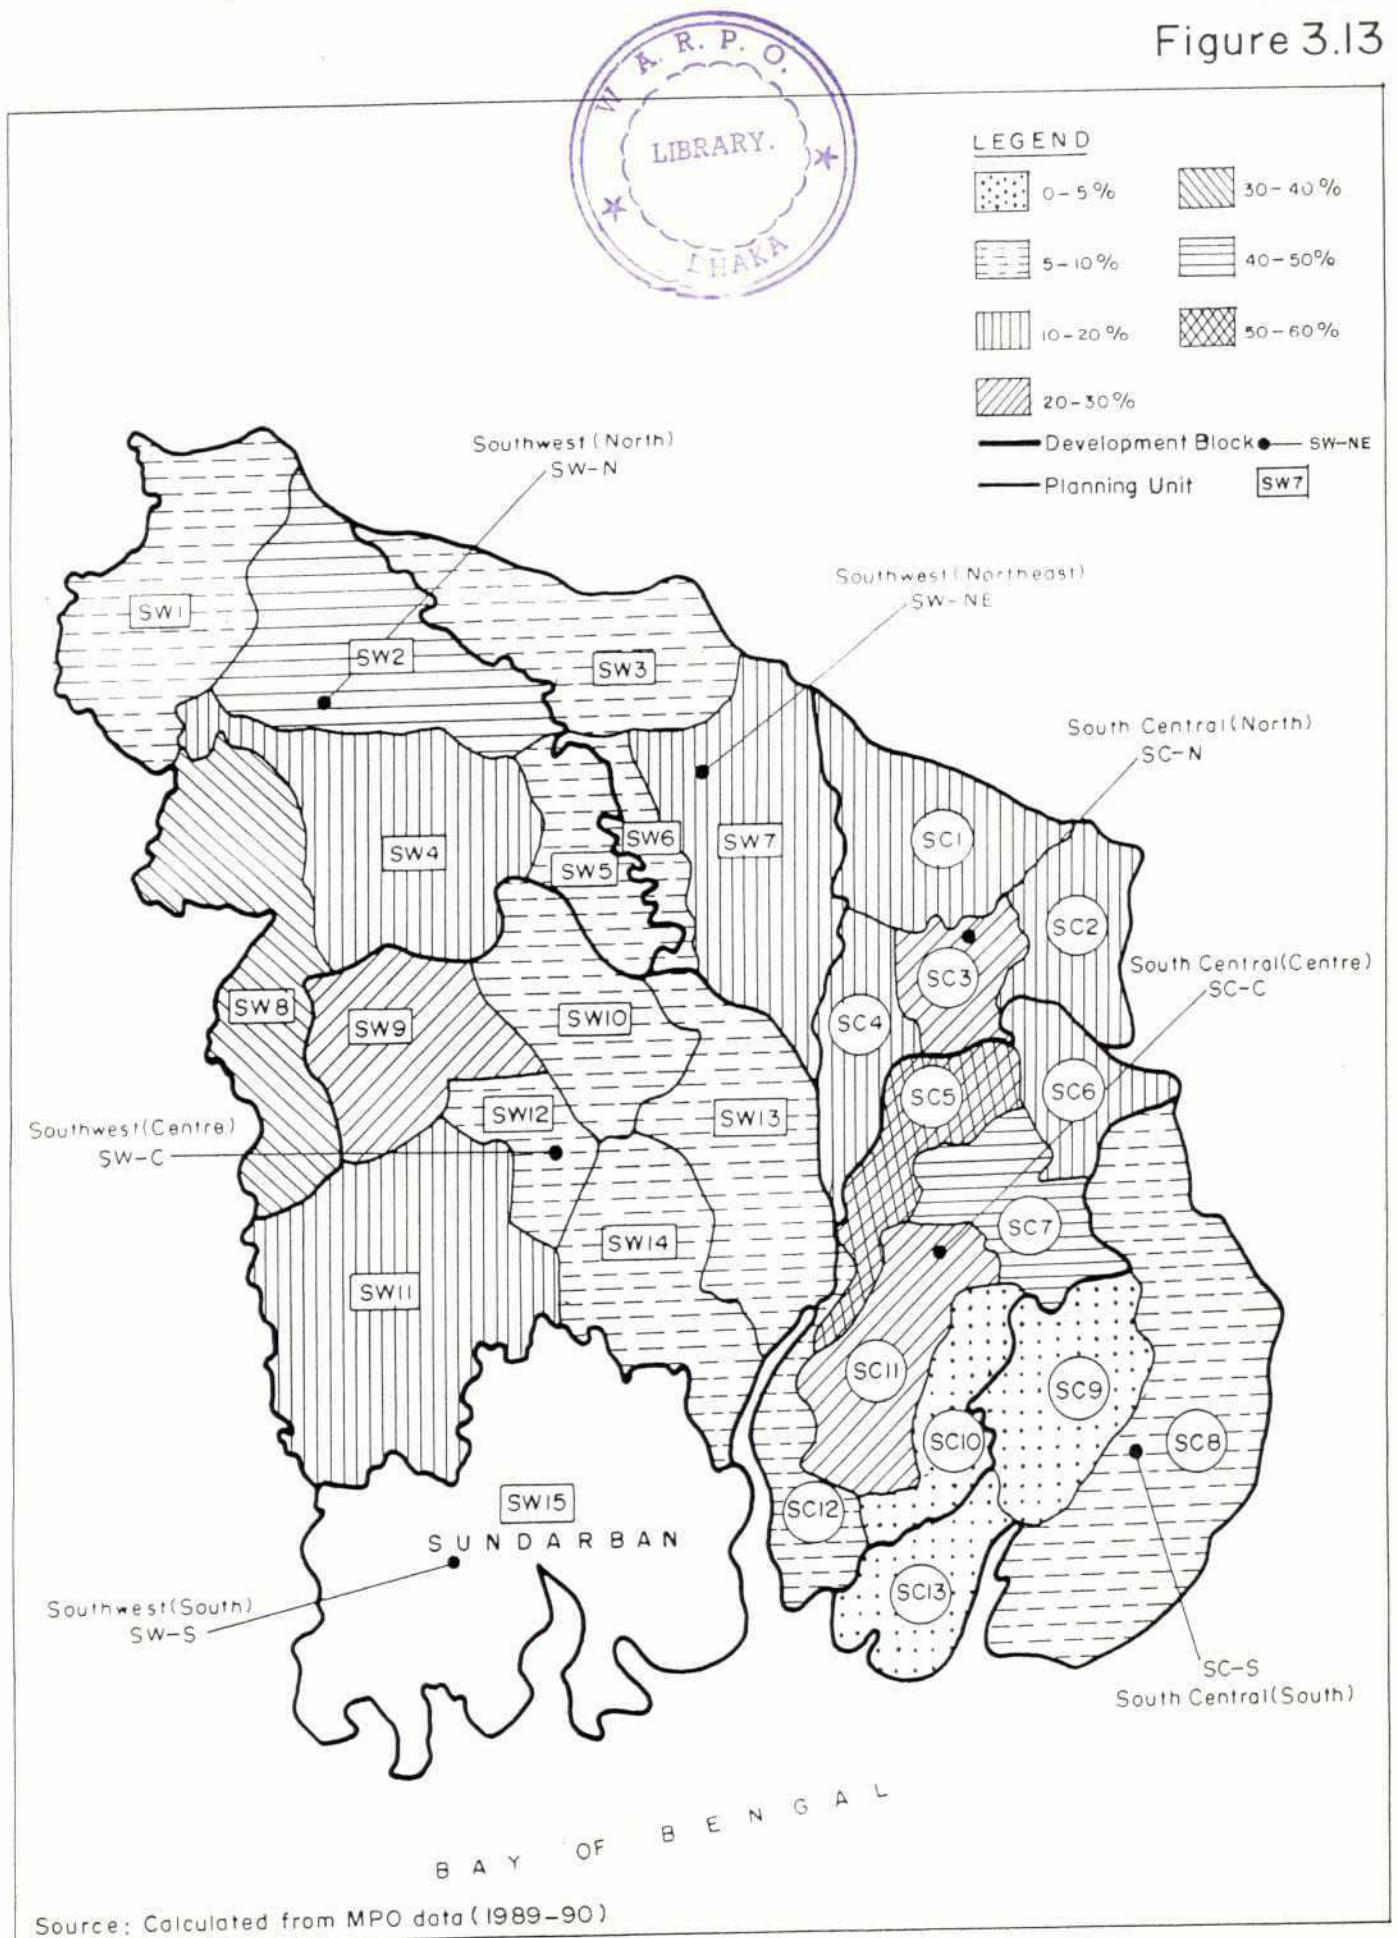 Figure 3.13
W. A. R. P. O.
LIBRARY.
DHAKA
LEGEND
0-5%
30-40%
5-10%
40-50%
10-20%
50-60%
20-30%
Development Block SW-NE
Planning Unit SW7
Southwest (North)
SW-N
Southwest (Northeast)
SW-NE
South Central (North)
SC-N
South Central (Centre)
SC-C
Southwest (Centre)
SW-C
Southwest (South)
SW-S
SC-S
South Central (South)
SW1
SW2
SW3
SW4
SW5
SW6
SW7
SC1
SC2
SC3
SC4
SW8
SW9
SW10
SC5
SC6
SW12
SW13
SC7
SW14
SW11
SC11
SC9
SC10
SC8
SC12
SW15
SUNDARBAN
SC13
BAY OF BENGAL
Source: Calculated from MPO data (1989-90)